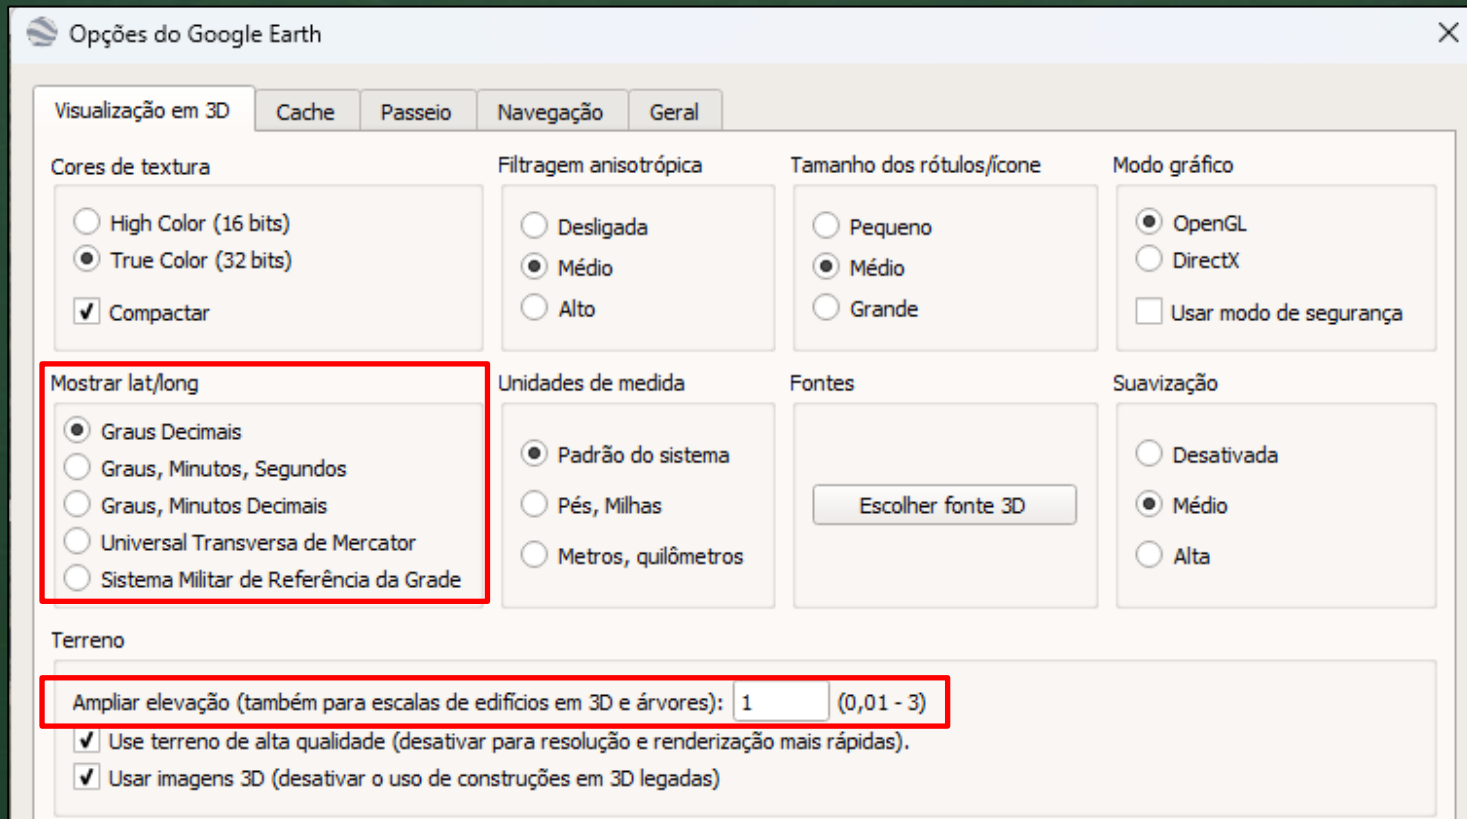 Opções do Google Earth
Visualização em 3D
Cache
Passeio
Navegação
Geral
Cores de textura
High Color (16 bits)
True Color (32 bits)
Compactar
Filtragem anisotrópica
Desligada
Médio
Alto
Tamanho dos rótulos/ícone
Pequeno
Médio
Grande
Modo gráfico
OpenGL
DirectX
Usar modo de segurança
Mostrar lat/long
Graus Decimais
Graus, Minutos, Segundos
Graus, Minutos Decimais
Universal Transversa de Mercator
Sistema Militar de Referência da Grade
Unidades de medida
Padrão do sistema
Pés, Milhas
Metros, quilômetros
Fontes
Escolher fonte 3D
Suavização
Desativada
Médio
Alta
Terreno
Ampliar elevação (também para escalas de edifícios em 3D e árvores): 1 (0,01 - 3)
Use terreno de alta qualidade (desativar para resolução e renderização mais rápidas).
Usar imagens 3D (desativar o uso de construções em 3D legadas)